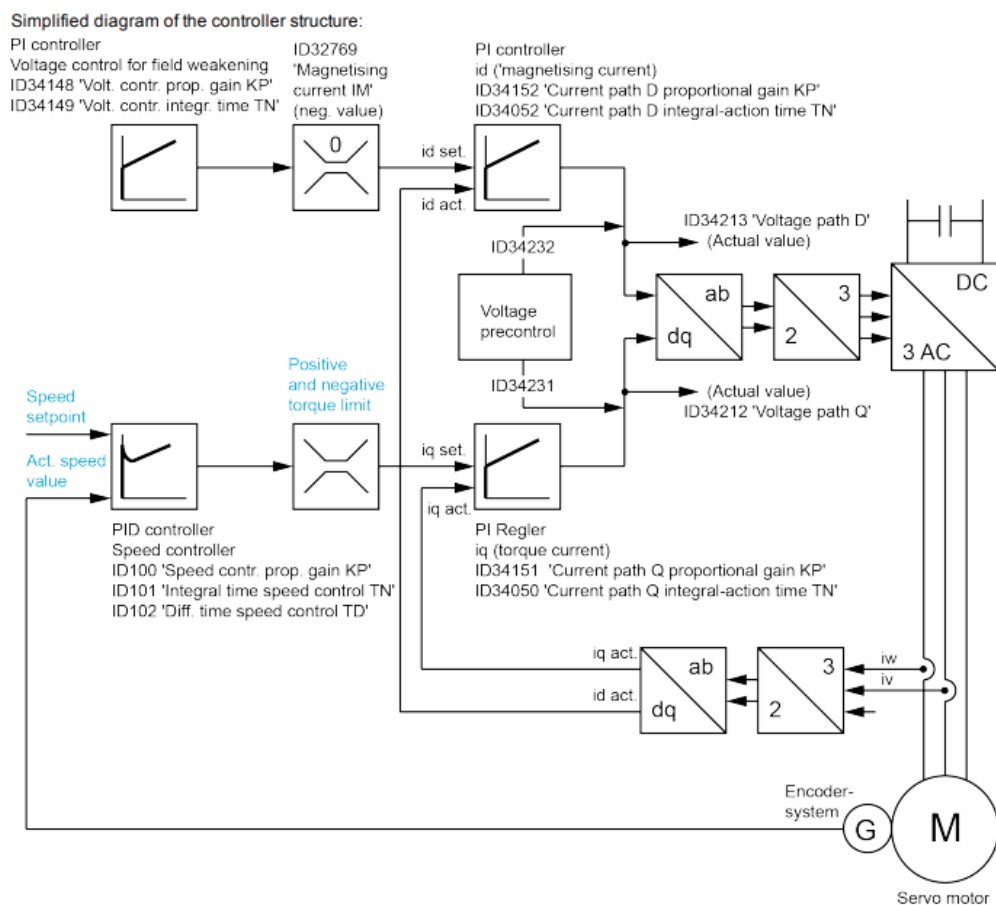 Simplified diagram of the controller structure:
PI controller
Voltage control for field weakening
ID34148 'Volt. contr. prop. gain KP'
ID34149 'Volt. contr. integr. time TN'
ID32769
'Magnetising
current IM'
(neg. value)
PI controller
id ('magnetising current)
ID34152 'Current path D proportional gain KP'
ID34052 'Current path D integral-action time TN'
0
id set.
id act.
ID34232
ID34213 'Voltage path D'
(Actual value)
Voltage
precontrol
ab
dq
3
2
DC
3 AC
ID34231
(Actual value)
ID34212 'Voltage path Q'
Speed
setpoint
Act. speed
value
Positive
and negative
torque limit
iq set.
iq act.
PID controller
Speed controller
ID100 'Speed contr. prop. gain KP'
ID101 'Integral time speed control TN'
ID102 'Diff. time speed control TD'
PI Regler
iq (torque current)
ID34151 'Current path Q proportional gain KP'
ID34050 'Current path Q integral-action time TN'
iq act.
id act.
ab
dq
3
2
iw
iv
Encoder-
system
G
M
Servo motor